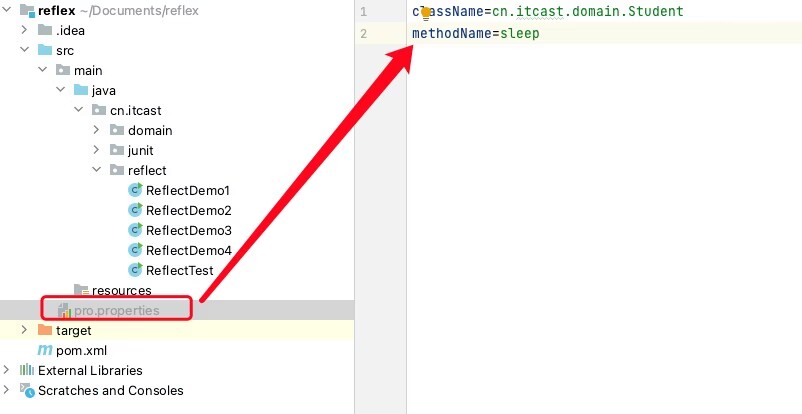 reflex ~/Documents/reflex
.idea
src
main
java
cn.itcast
domain
junit
reflect
ReflectDemo1
ReflectDemo2
ReflectDemo3
ReflectDemo4
ReflectTest
resources
pro.properties
target
pom.xml
External Libraries
Scratches and Consoles
1 className=cn.itcast.domain.Student
2 methodName=sleep